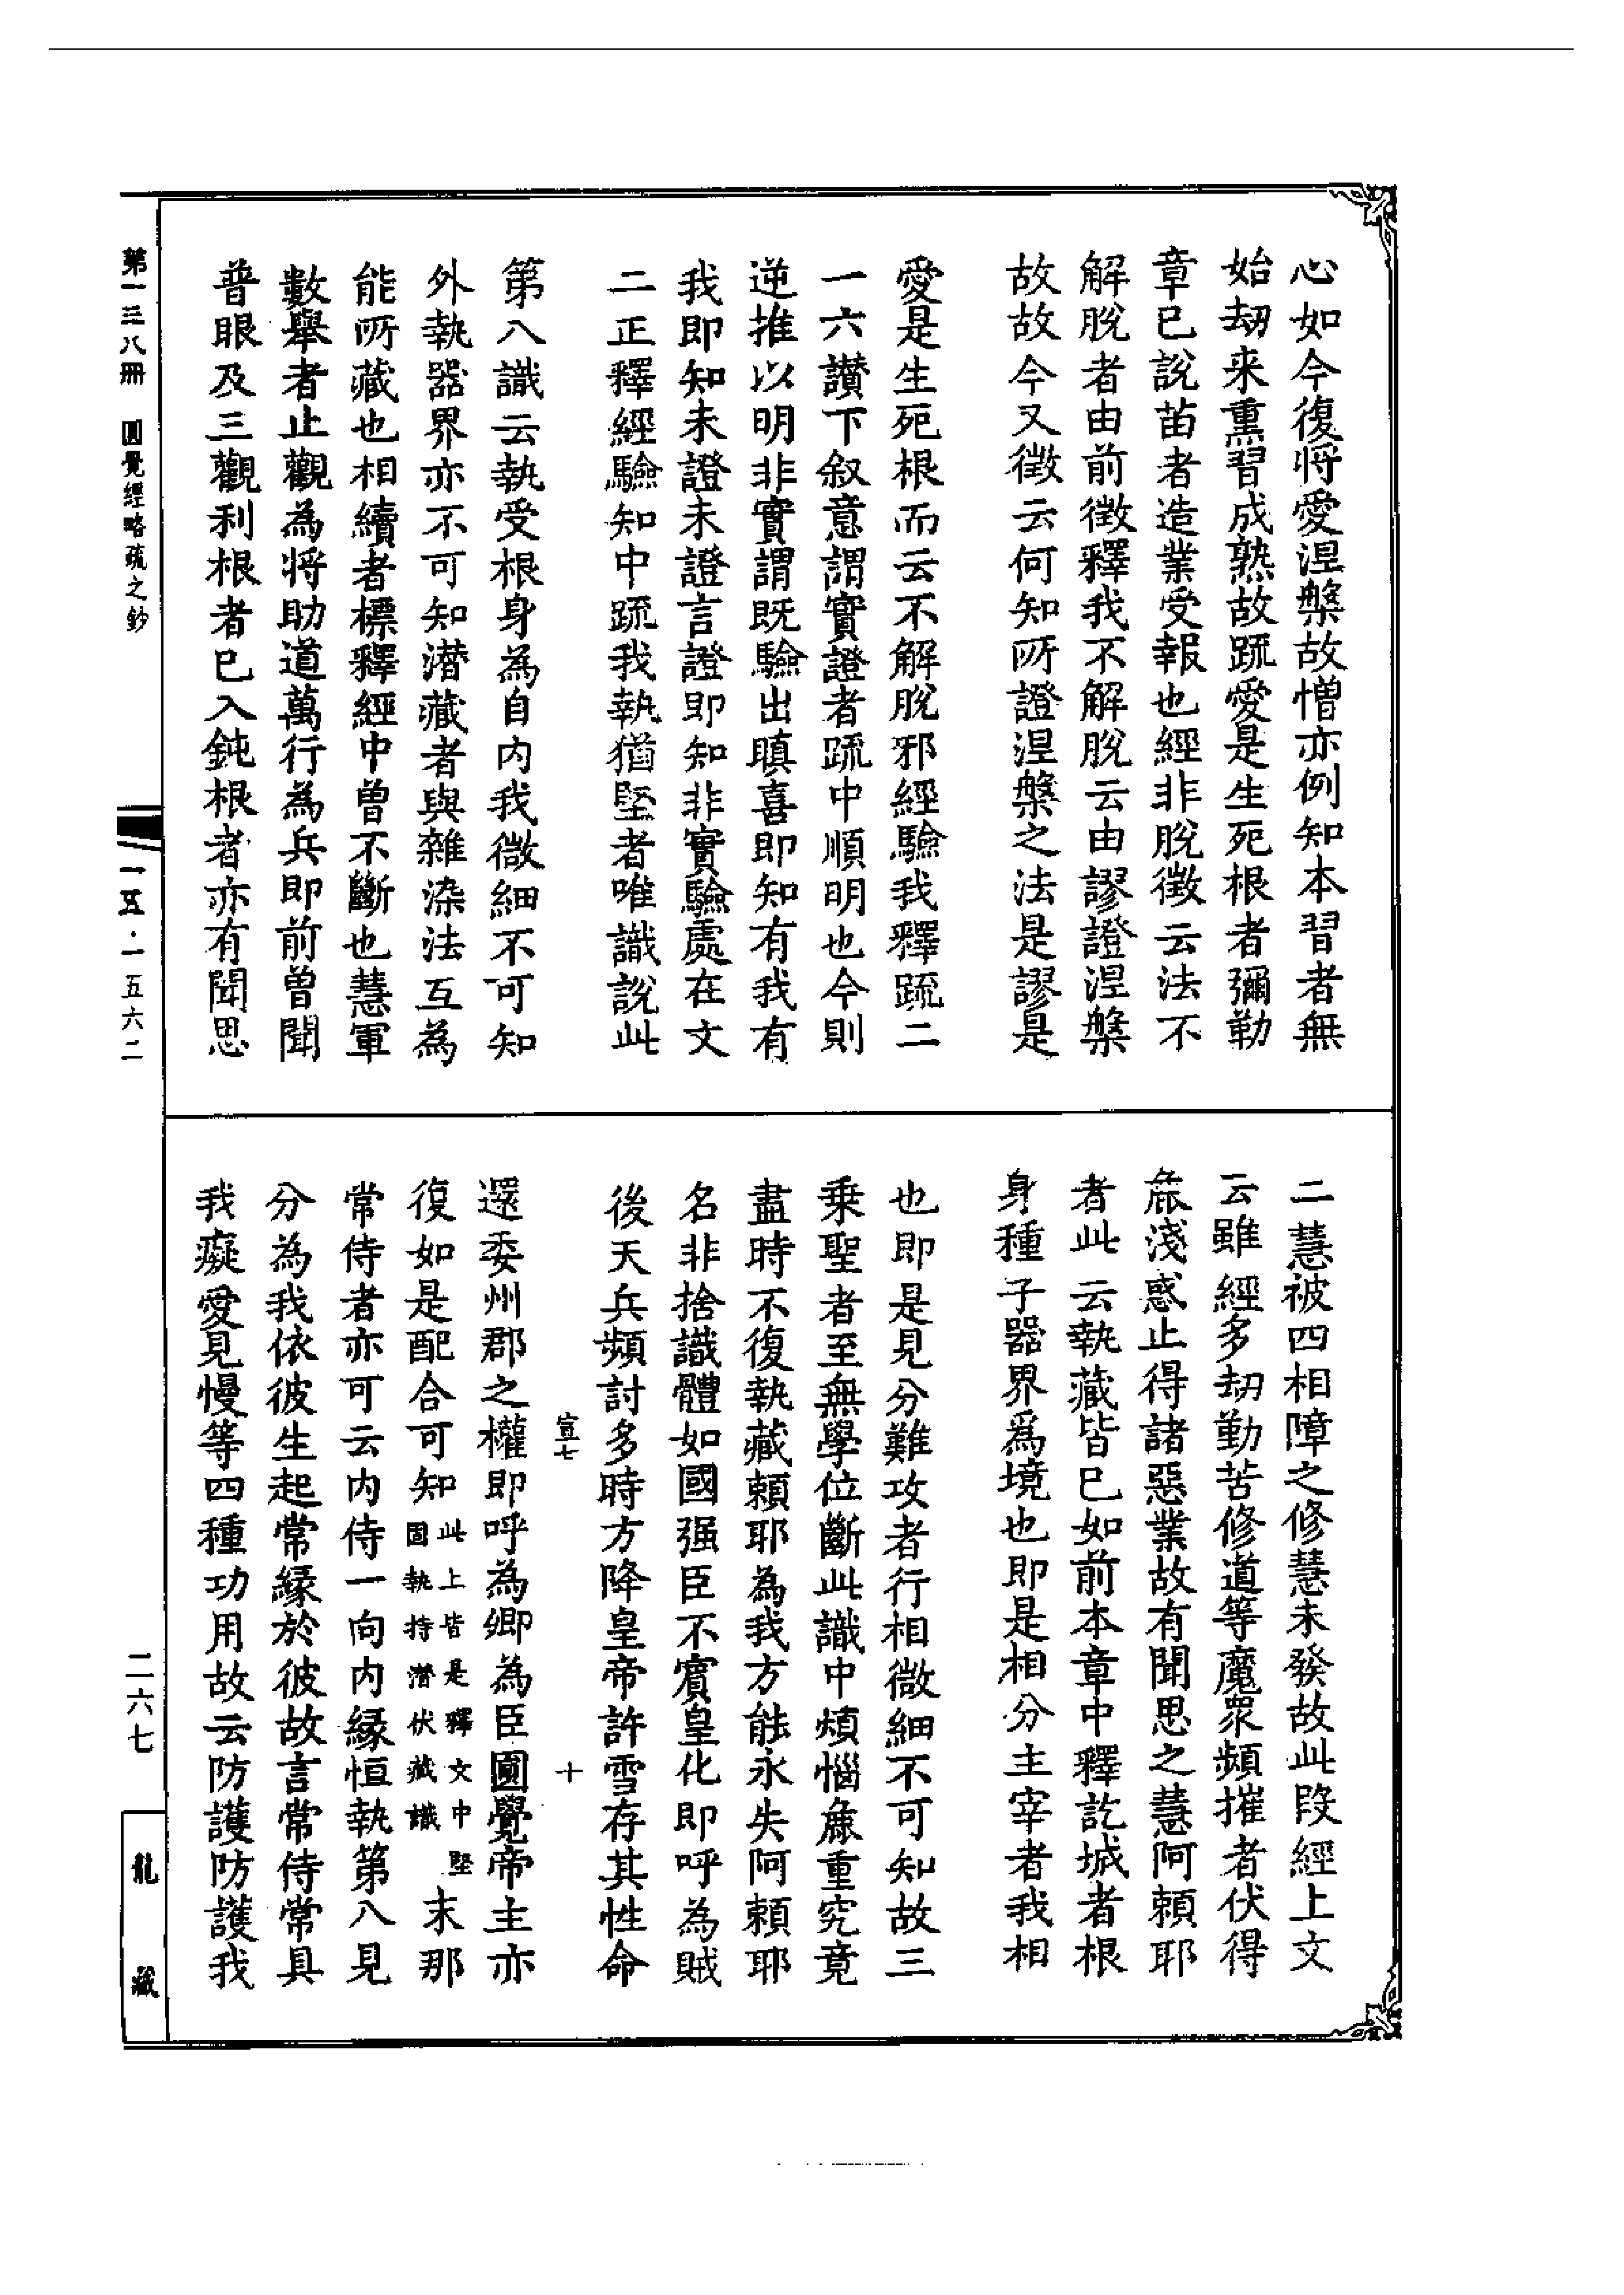 心如今復將愛涅槃故憎亦例知本習者無
始劫来熏習成熟故䟽愛是生死根者彌勒
章已說苗者造業受報也經非脫徴云法不
解脫者由前徴釋我不解脫云由謬證涅槃
故故今又徴云何知所證涅槃之法是謬是
愛是生死根而云不解脫邪經驗我釋䟽二
一六讃下叙意謂實證者䟽中順明也今則
逆推以明非實謂既驗出瞋喜即知有我有
我即知未證未證言證即知非實驗處在文
二正釋經驗知中䟽我執猶堅者唯識說此
第八識云執受根身為自内我微細不可知
外執器界亦不可知潜藏者與雜染法互為
能所藏也相續者標釋經中曽不斷也慧軍
數舉者止觀為將助道萬行為兵即前曽聞
普眼及三觀利根者已入鈍根者亦有聞思
二慧被四相障之修慧未發故此段經上文
云雖經多劫勤苦修道等魔衆頻摧者伏得
麁淺惑止得諸惡業故有聞思之慧阿頼耶
者此云執藏皆已如前本章中釋訖城者根
身種子器界爲境也即是相分主宰者我相
也即是見分難攻者行相微細不可知故三
乗聖者至無學位斷此識中煩惱麁重究竟
盡時不復執藏頼耶為我方能永失阿頼耶
名非捨識體如國强臣不賓皇化即呼為賊
後天兵頻討多時方降皇帝許雪存其性命
宣七 十
還委州郡之權即呼為卿為臣圓覺帝主亦
復如是配合可知此上皆是釋文中堅固執持潜伏藏識末那
常侍者亦可云内侍一向内縁恒執第八見
分為我依彼生起常縁於彼故言常侍常具
我癡愛見慢等四種功用故云防護防護我
第一三八冊 圓覺經略疏之鈔
一五·一五六二
二六七
龍藏